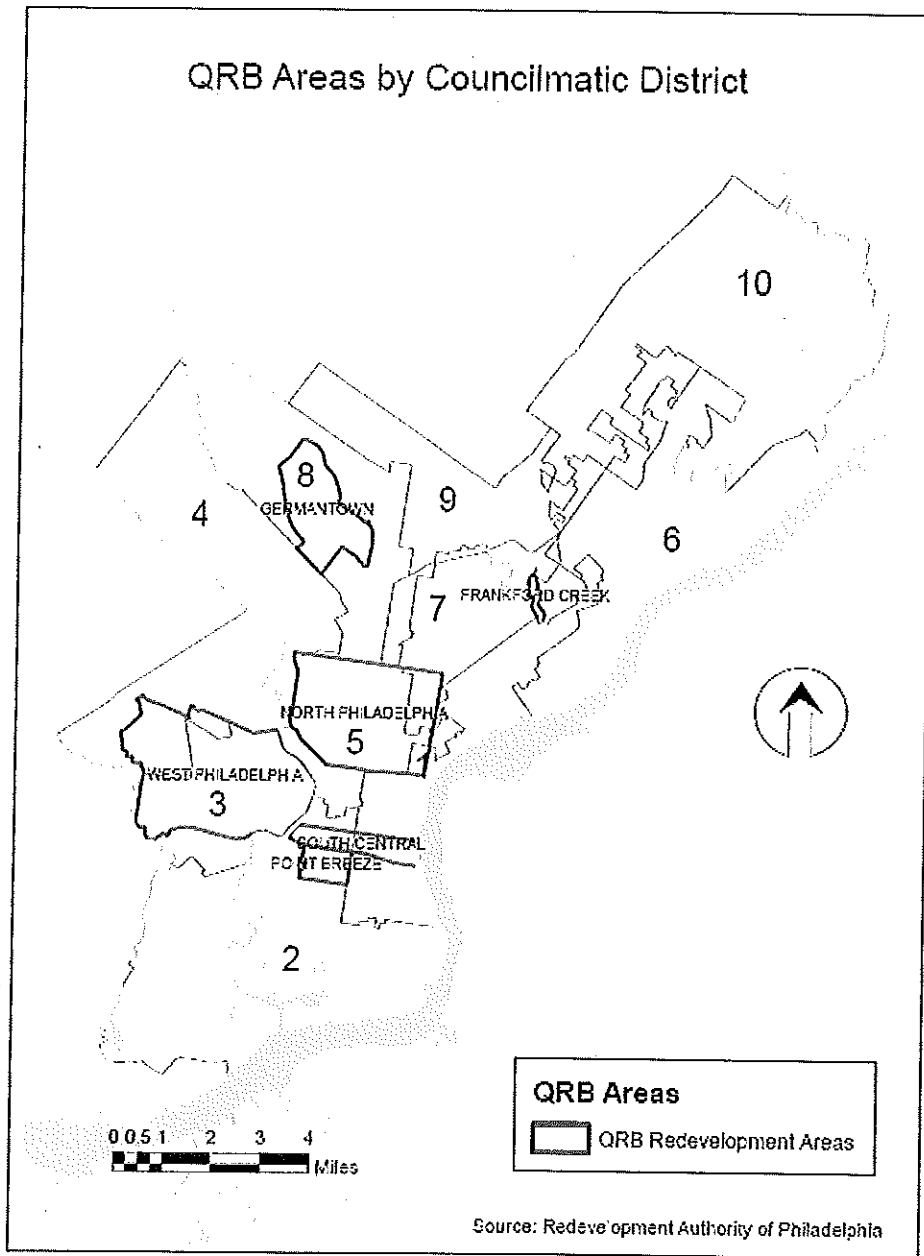 QRB Areas by Councilmatic District
10
8
GERMANTOWN
4
9
6
FRANKFORD CREEK
7
NORTH PHILADELPHIA
5
1
WEST PHILADELPHIA
3
SOUTH CENTRAL
POINT BREEZE
2
QRB Areas
QRB Redevelopment Areas
0 0.5 1 2 3 4
Miles
Source: Redevelopment Authority of Philadelphia